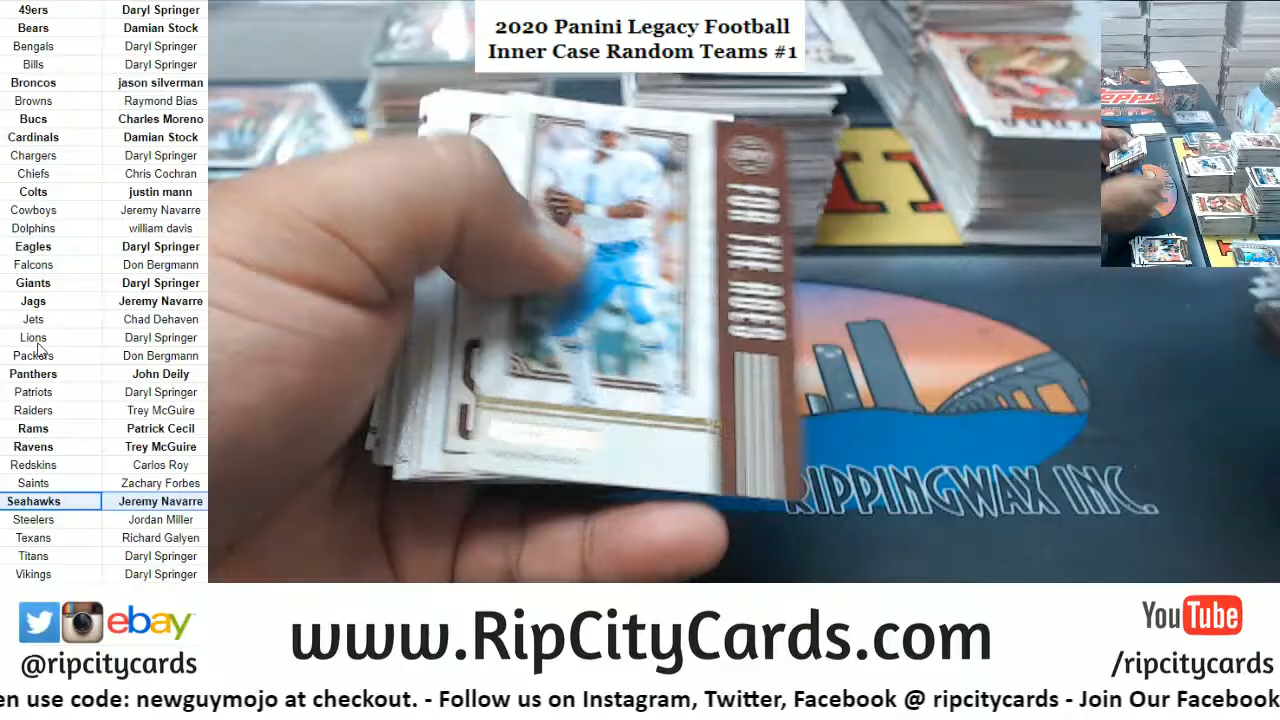 49ers Daryl Springer
Bears Damian Stock
Bengals Daryl Springer
Bills Daryl Springer
Broncos jason silverman
Browns Raymond Bias
Bucs Charles Moreno
Cardinals Damian Stock
Chargers Daryl Springer
Chiefs Chris Cochran
Colts justin mann
Cowboys Jeremy Navarre
Dolphins william davis
Eagles Daryl Springer
Falcons Don Bergmann
Giants Daryl Springer
Jags Jeremy Navarre
Jets Chad Dehaven
Lions Daryl Springer
Packers Don Bergmann
Panthers John Deily
Patriots Daryl Springer
Raiders Trey McGuire
Rams Patrick Cecil
Ravens Trey McGuire
Redskins Carlos Roy
Saints Zachary Forbes
Seahawks Jeremy Navarre
Steelers Jordan Miller
Texans Richard Galyen
Titans Daryl Springer
Vikings Daryl Springer
2020 Panini Legacy Football
Inner Case Random Teams #1
FOR THE AGES
RIPPINGWAX INC.
TOPPS
ebay
@ripcitycards
www.RipCityCards.com
YouTube
/ripcitycards
en use code: newguymojo at checkout. - Follow us on Instagram, Twitter, Facebook @ ripcitycards - Join Our Facebook